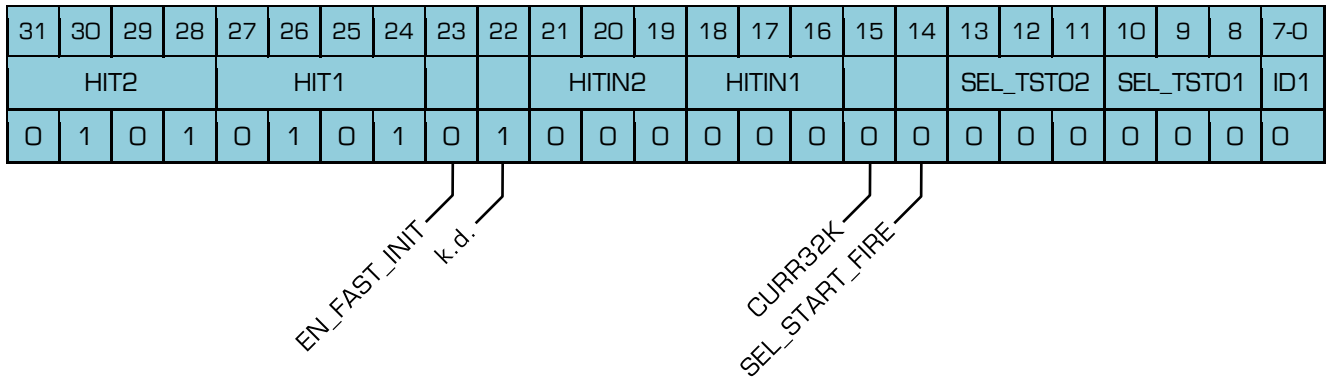 31 30 29 28 27 26 25 24 23 22 21 20 19 18 17 16 15 14 13 12 11 10 9 8 7-0
HIT2 HIT1 HITIN2 HITIN1 SEL_TSTO2 SEL_TSTO1 ID1
0 1 0 1 0 1 0 1 0 1 0 0 0 0 0 0 0 0 0 0 0 0 0 0 0
EN_FAST_INIT
k.d.
CURR32K
SEL_START_FIRE